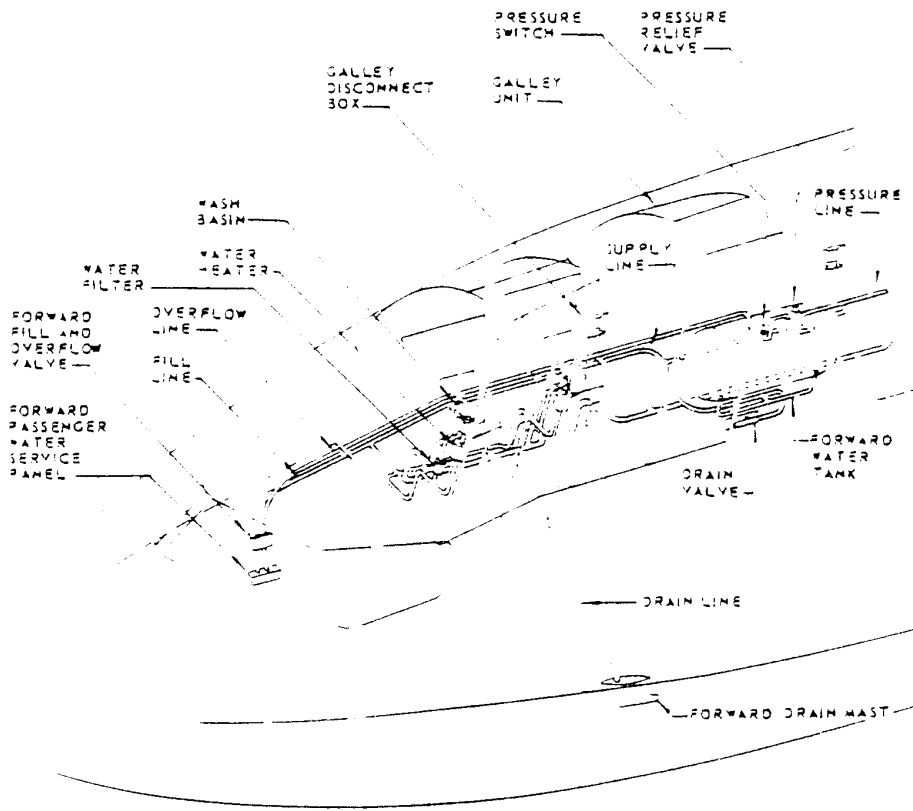 PRESSURE
SWITCH
PRESSURE
RELIEF
VALVE
GALLEY
DISCONNECT
BOX
GALLEY
UNIT
WASH
BASIN
PRESSURE
LINE
WATER
HEATER
SUPPLY
LINE
WATER
FILTER
FORWARD
FILL AND
OVERFLOW
VALVE
OVERFLOW
LINE
FILL
LINE
FORWARD
PASSENGER
WATER
SERVICE
PANEL
DRAIN
VALVE
FORWARD
WATER
TANK
DRAIN LINE
FORWARD DRAIN MAST